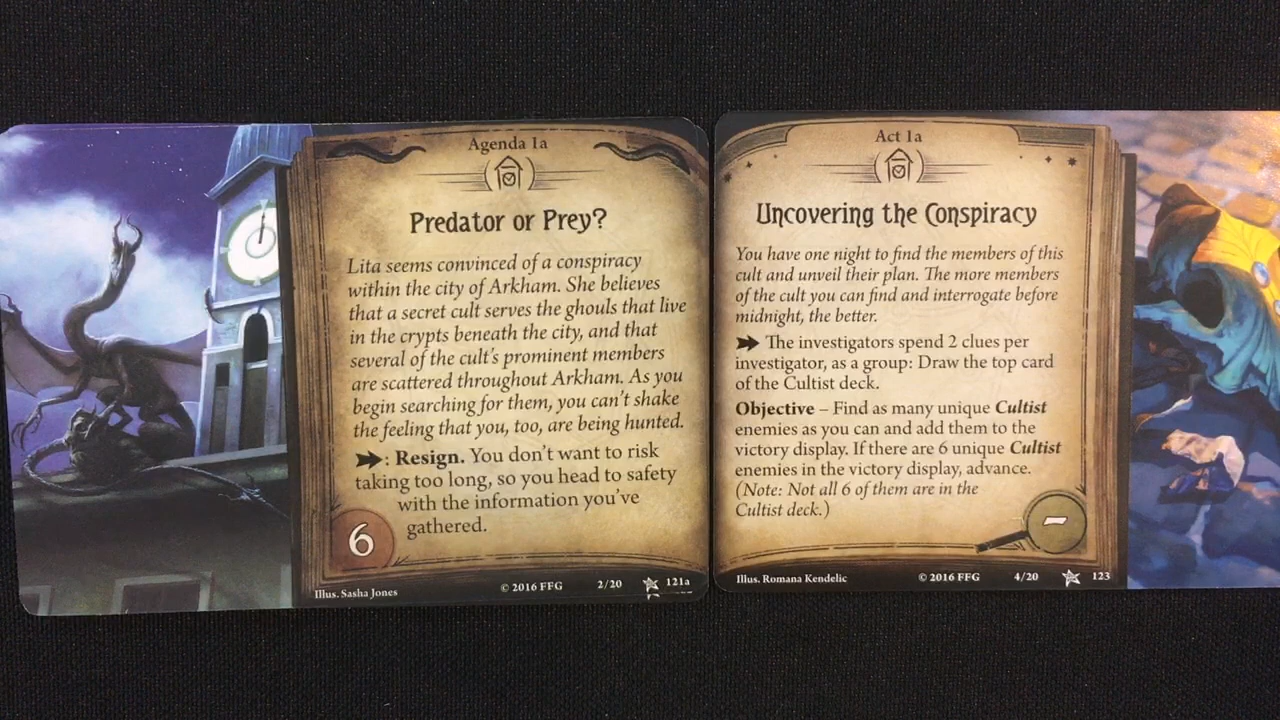 Agenda 1a
Predator or Prey?
Lita seems convinced of a conspiracy
within the city of Arkham. She believes
that a secret cult serves the ghouls that live
in the crypts beneath the city, and that
several of the cult's prominent members
are scattered throughout Arkham. As you
begin searching for them, you can't shake
the feeling that you, too, are being hunted.
: Resign. You don't want to risk
taking too long, so you head to safety
with the information you've
gathered.
6
Illus. Sasha Jones
© 2016 FFG
2/20
121a
Act 1a
Uncovering the Conspiracy
You have one night to find the members of this
cult and unveil their plan. The more members
of the cult you can find and interrogate before
midnight, the better.
The investigators spend 2 clues per
investigator, as a group: Draw the top card
of the Cultist deck.
Objective – Find as many unique Cultist
enemies as you can and add them to the
victory display. If there are 6 unique Cultist
enemies in the victory display, advance.
(Note: Not all 6 of them are in the
Cultist deck.)
–
Illus. Romana Kendelic
© 2016 FFG
4/20
123